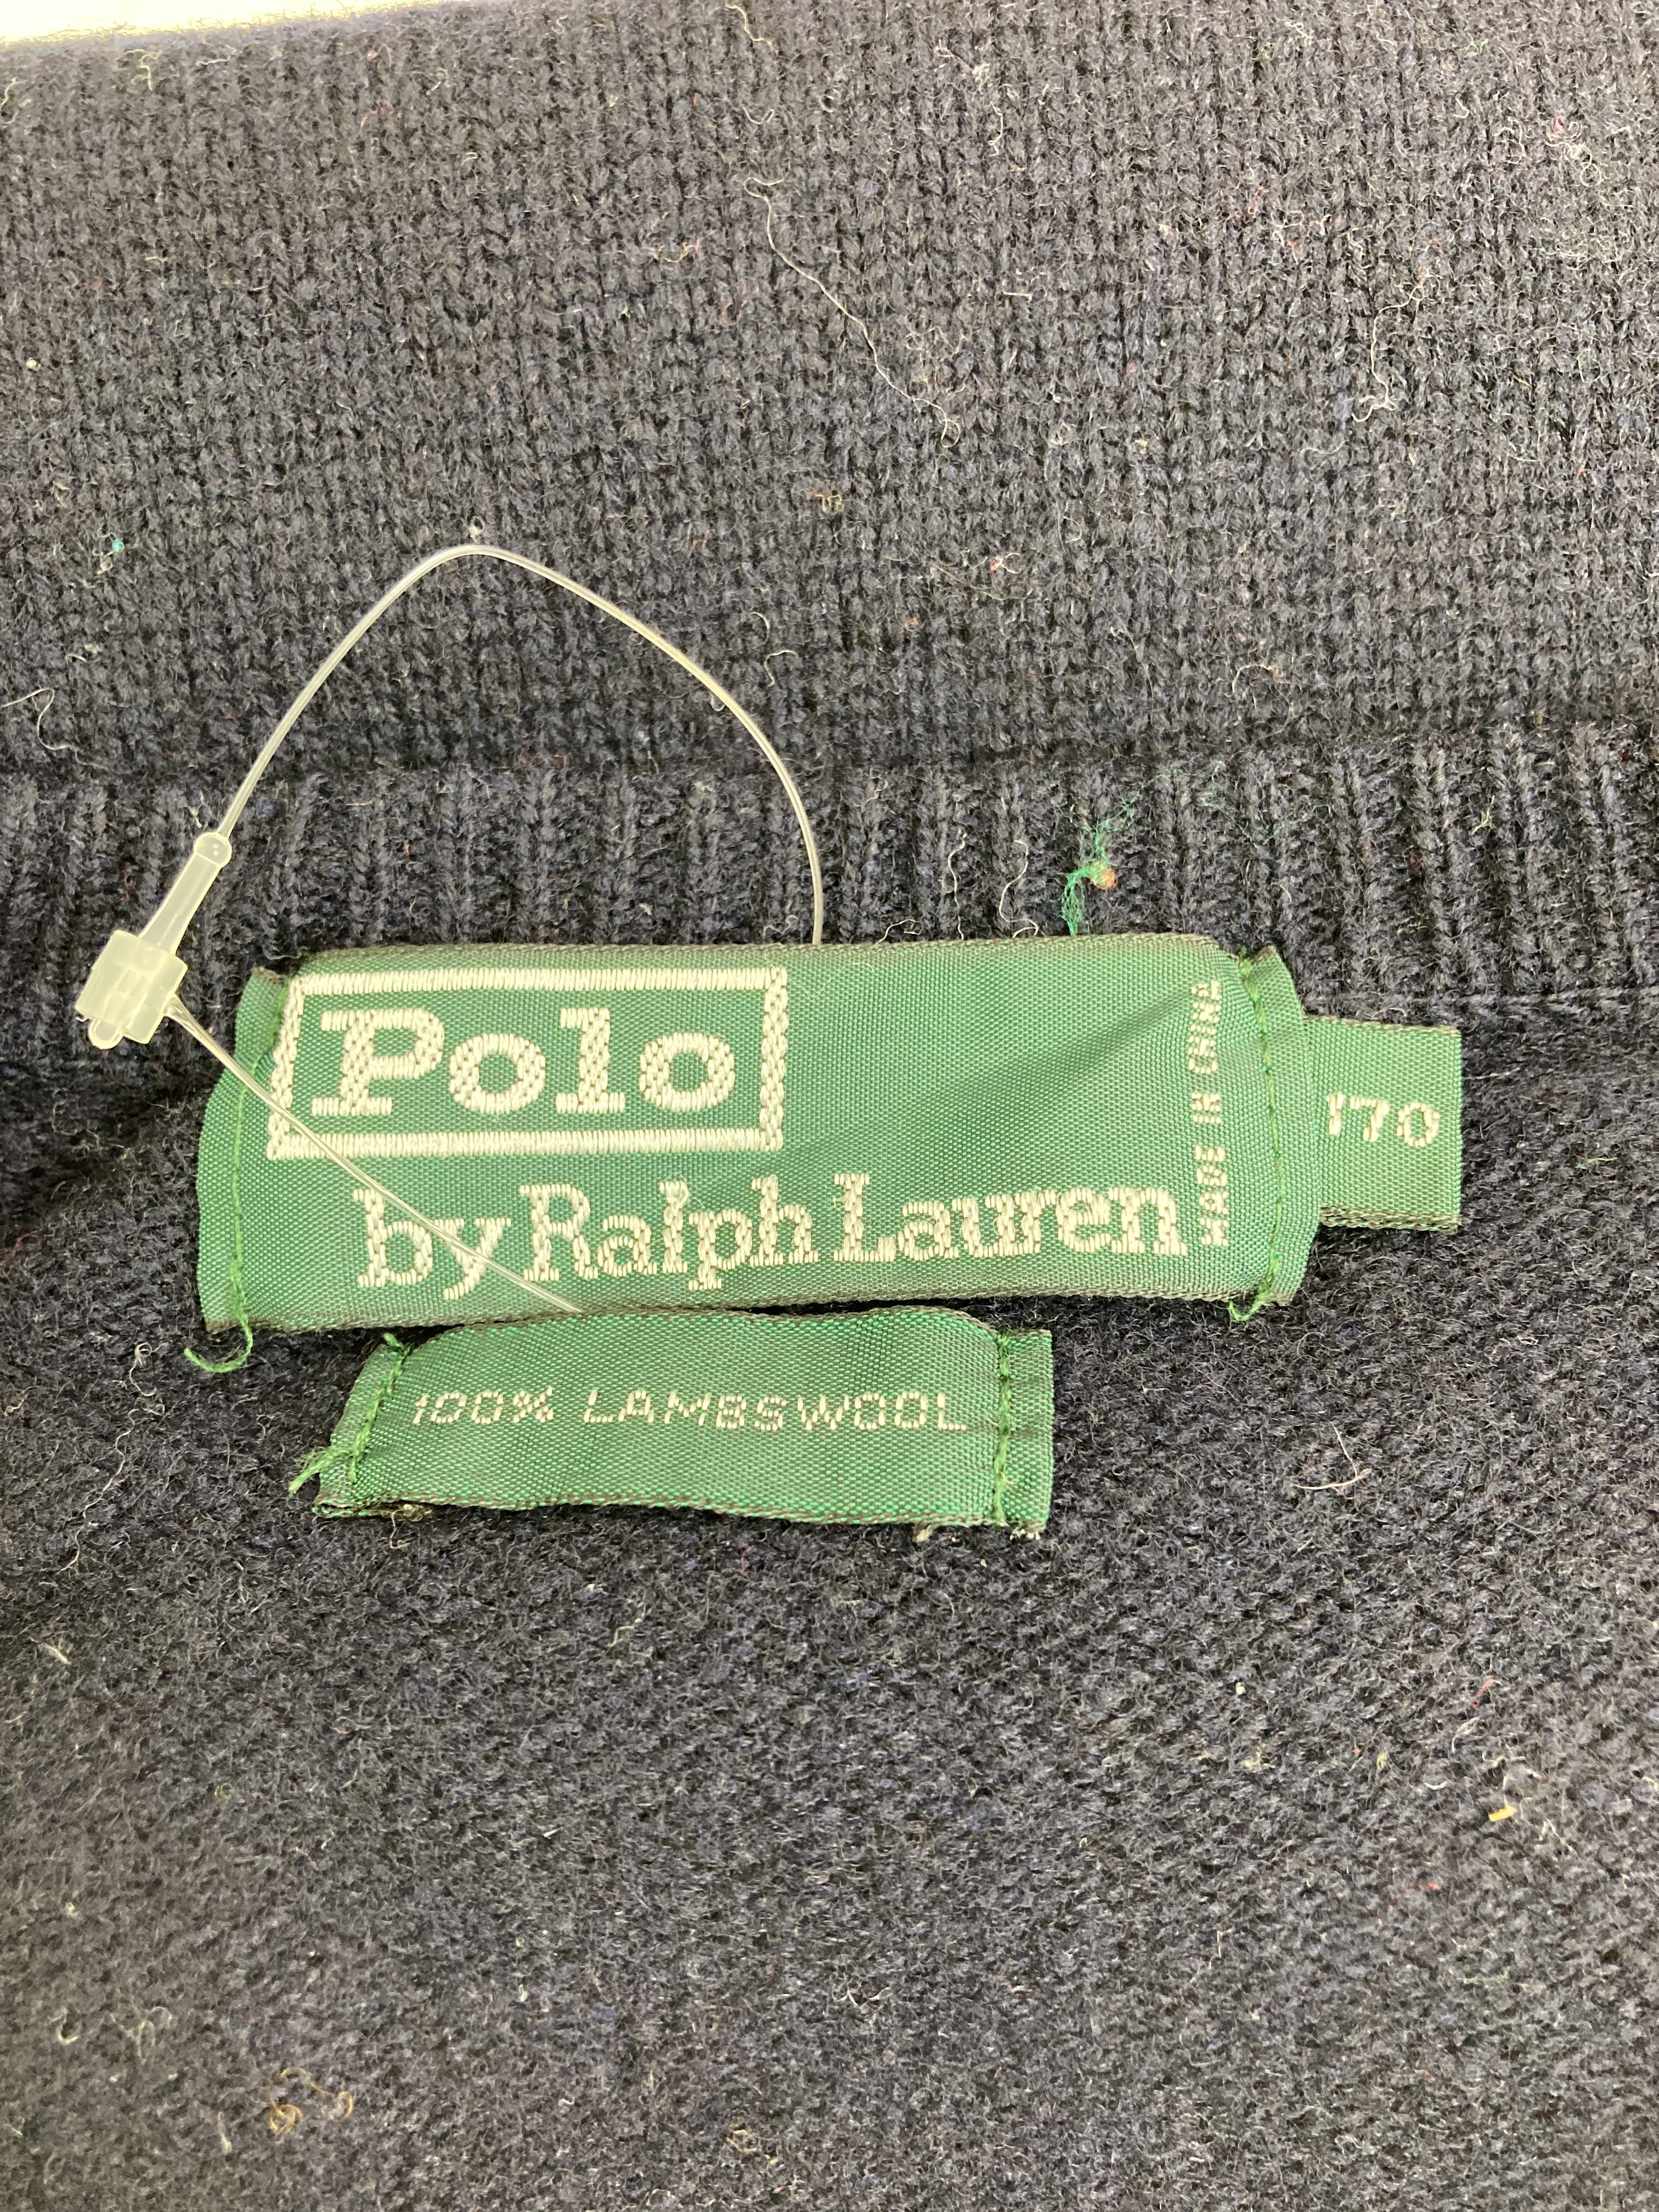 Polo
by Ralph Lauren
MADE IN CHINA
170
100% LAMBSWOOL